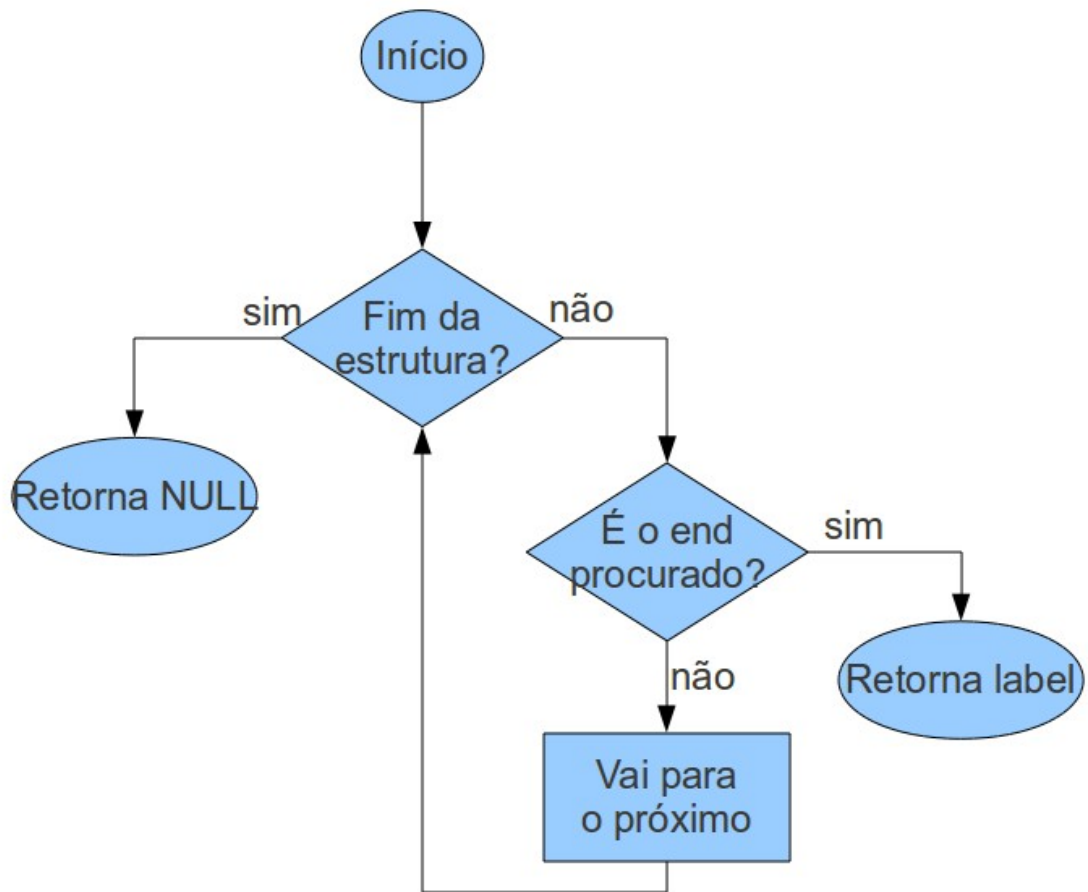 Início
sim
não
Fim da
estrutura?
Retorna NULL
É o end
procurado?
sim
não
Retorna label
Vai para
o próximo